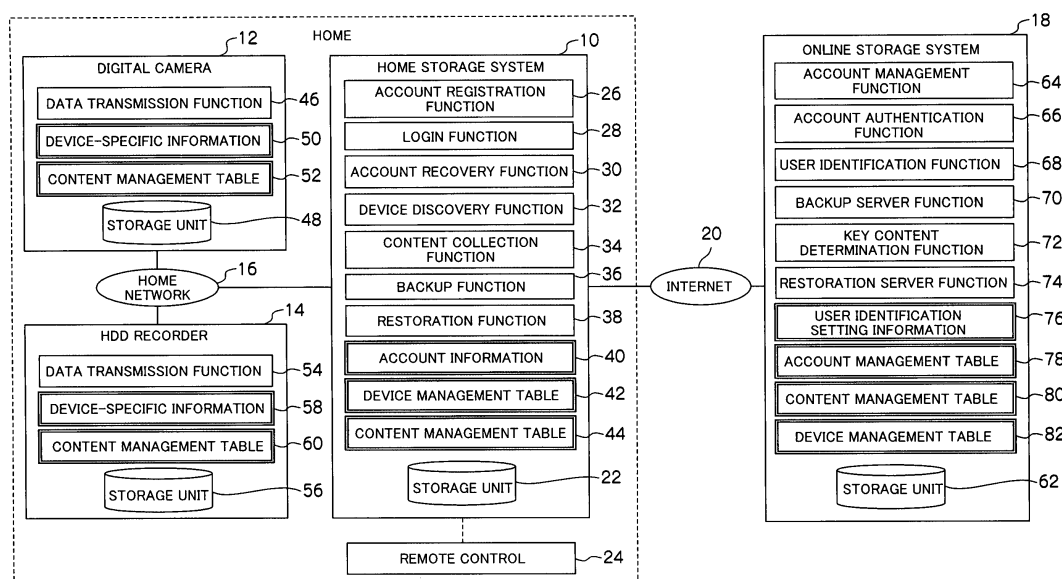 HOME
12
DIGITAL CAMERA
DATA TRANSMISSION FUNCTION
46
DEVICE-SPECIFIC INFORMATION
50
CONTENT MANAGEMENT TABLE
52
STORAGE UNIT
48
HOME
NETWORK
16
14
HDD RECORDER
DATA TRANSMISSION FUNCTION
54
DEVICE-SPECIFIC INFORMATION
58
CONTENT MANAGEMENT TABLE
60
STORAGE UNIT
56
10
HOME STORAGE SYSTEM
ACCOUNT REGISTRATION
FUNCTION
26
LOGIN FUNCTION
28
ACCOUNT RECOVERY FUNCTION
30
DEVICE DISCOVERY FUNCTION
32
CONTENT COLLECTION
FUNCTION
34
BACKUP FUNCTION
36
RESTORATION FUNCTION
38
ACCOUNT INFORMATION
40
DEVICE MANAGEMENT TABLE
42
CONTENT MANAGEMENT TABLE
44
STORAGE UNIT
22
REMOTE CONTROL
24
20
INTERNET
18
ONLINE STORAGE SYSTEM
ACCOUNT MANAGEMENT
FUNCTION
64
ACCOUNT AUTHENTICATION
FUNCTION
66
USER IDENTIFICATION FUNCTION
68
BACKUP SERVER FUNCTION
70
KEY CONTENT
DETERMINATION FUNCTION
72
RESTORATION SERVER FUNCTION
74
USER IDENTIFICATION
SETTING INFORMATION
76
ACCOUNT MANAGEMENT TABLE
78
CONTENT MANAGEMENT TABLE
80
DEVICE MANAGEMENT TABLE
82
STORAGE UNIT
62